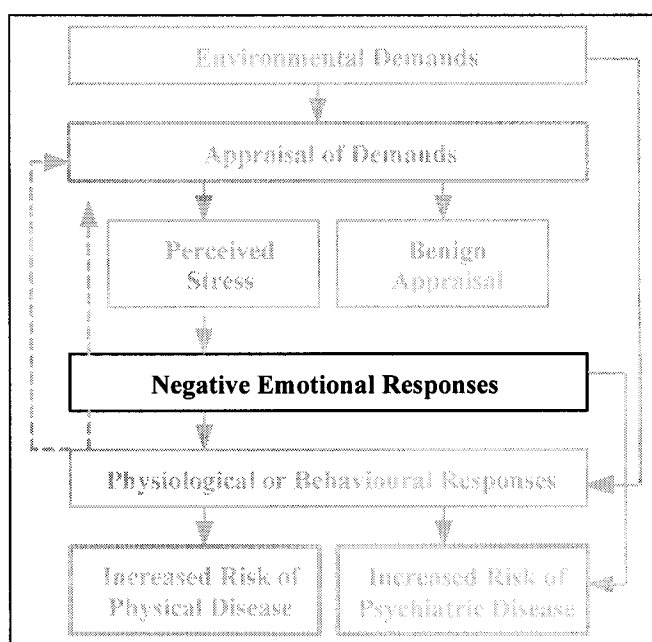 Environmental Demands
Appraisal of Demands
Perceived
Stress
Benign
Appraisal
Negative Emotional Responses
Physiological or Behavioural Responses
Increased Risk of
Physical Disease
Increased Risk of
Psychiatric Disease